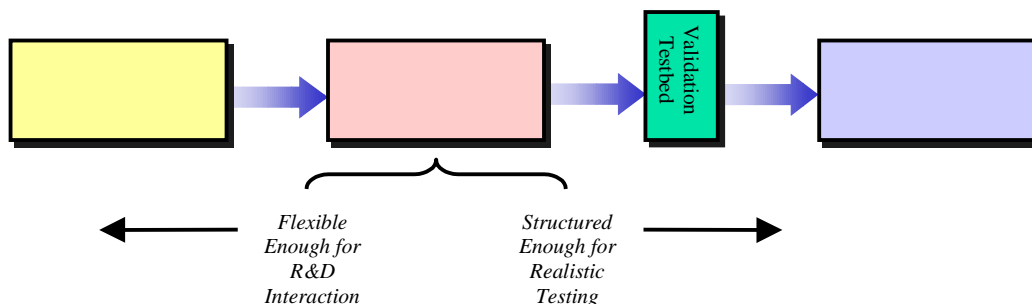 Validation
Testbed
Flexible
Enough for
R&D
Interaction
Structured
Enough for
Realistic
Testing